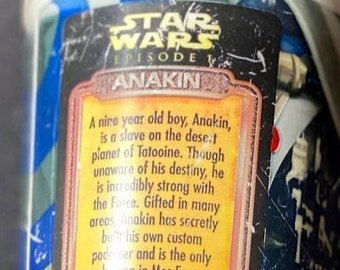 STAR
WARS
EPISODE I
ANAKIN
A nine year old boy, Anakin,
is a slave on the desert
planet of Tatooine. Though
unaware of his destiny, he
is incredibly strong with
the Force. Gifted in many
areas, Anakin has secretly
built his own custom
podracer and is the only